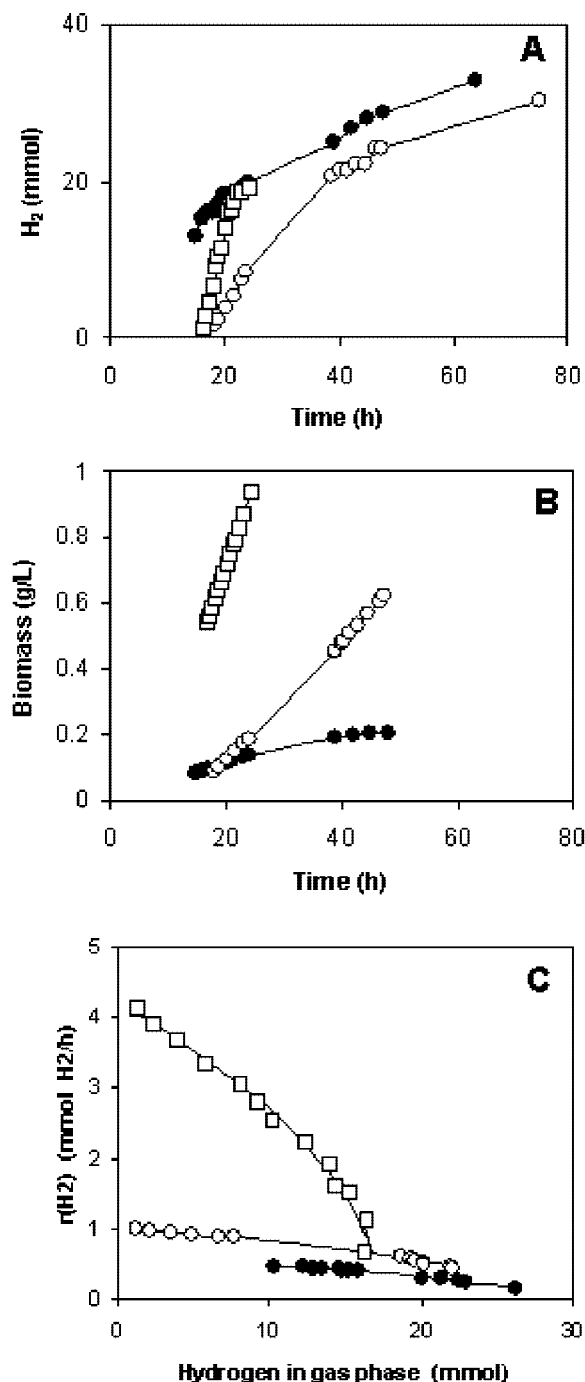 A
40
20
0
H₂ (mmol)
0 20 40 60 80
Time (h)
B
1
0.8
0.6
0.4
0.2
0
Biomass (g/L)
0 20 40 60 80
Time (h)
C
5
4
3
2
1
0
r(H2) (mmol H2/h)
0 10 20 30
Hydrogen in gas phase (mmol)